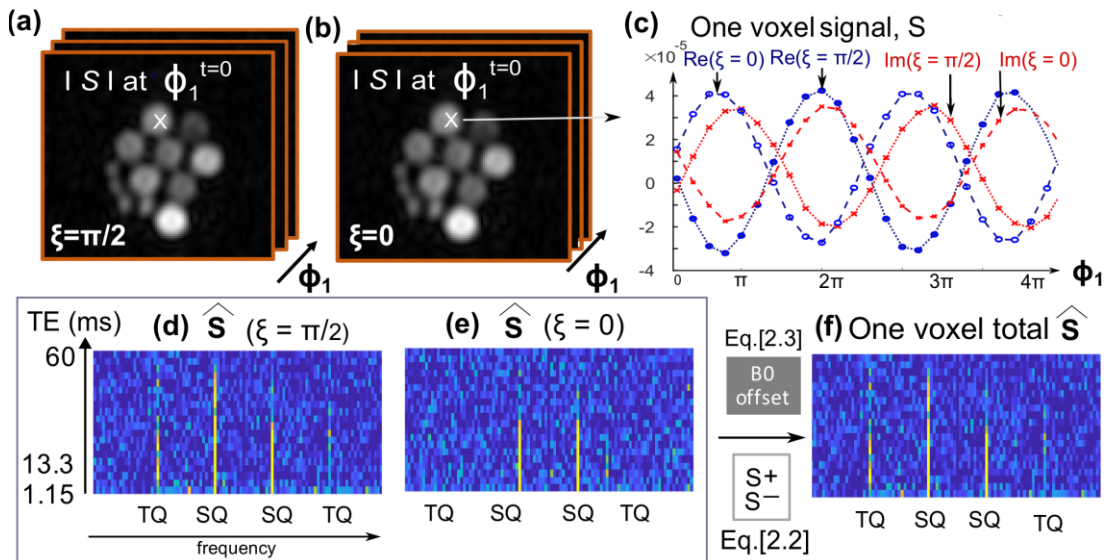 (a)
| S | at ϕ₁ᵗ⁼⁰
X
ξ=π/2
ϕ₁
(b)
| S | at ϕ₁ᵗ⁼⁰
X
ξ=0
ϕ₁
(c) One voxel signal, S
×10⁻⁵
Re(ξ = 0) Re(ξ = π/2) Im(ξ = π/2) Im(ξ = 0)
4
2
0
-2
-4
0 π 2π 3π 4π ϕ₁
TE (ms)
60
13.3
1.15
(d) Ŝ (ξ = π/2)
TQ SQ SQ TQ
frequency
(e) Ŝ (ξ = 0)
TQ SQ SQ TQ
Eq.[2.3]
B0
offset
S+
S−
Eq.[2.2]
(f) One voxel total Ŝ
TQ SQ SQ TQ